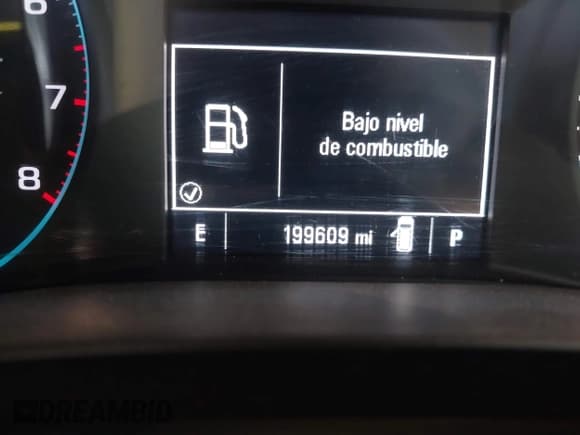 6
7
8
Bajo nivel
de combustible
E 199609 mi P
DREAMBID